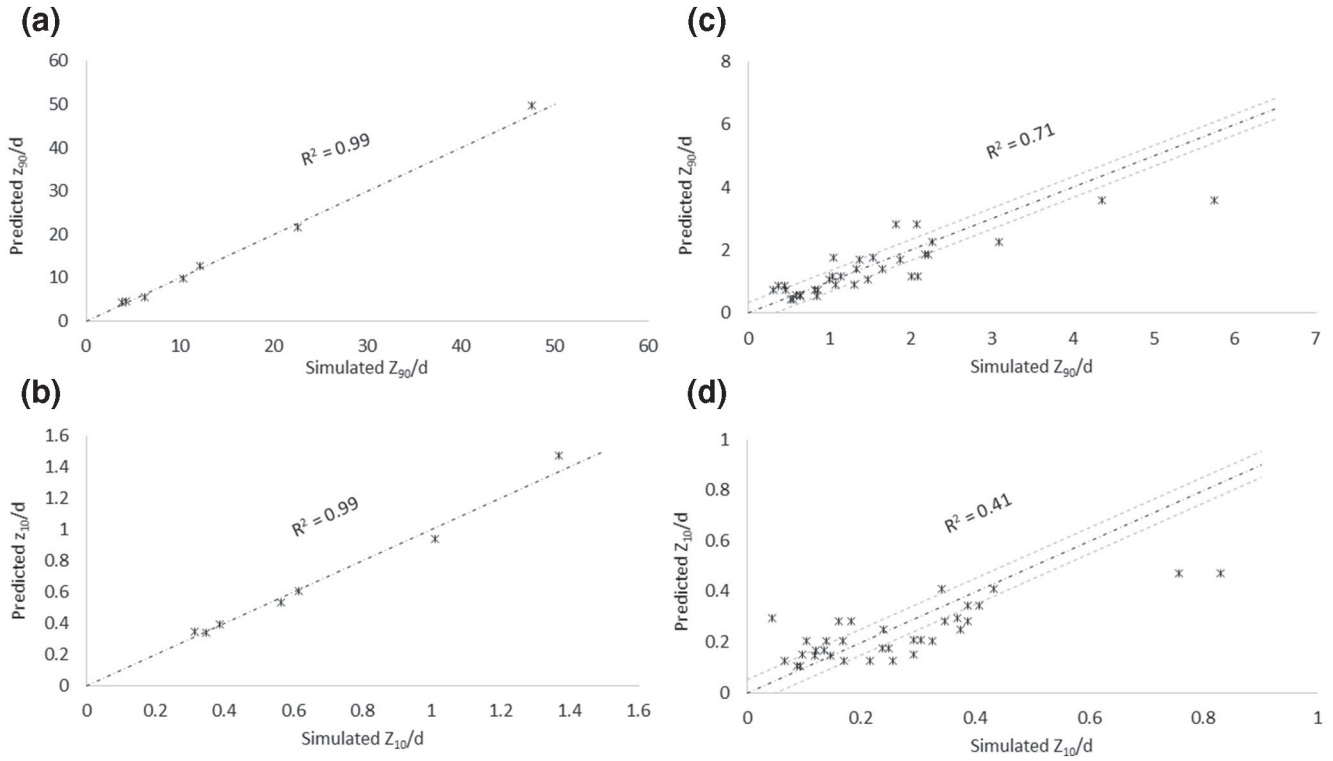 (a)
60
50
40
30
20
10
0
Predicted z90/d
R² = 0.99
0 10 20 30 40 50 60
Simulated Z90/d
(b)
1.6
1.4
1.2
1
0.8
0.6
0.4
0.2
0
Predicted z10/d
R² = 0.99
0 0.2 0.4 0.6 0.8 1 1.2 1.4 1.6
Simulated Z10/d
(c)
8
6
4
2
0
Predicted Z90/d
R² = 0.71
0 1 2 3 4 5 6 7
Simulated Z90/d
(d)
1
0.8
0.6
0.4
0.2
0
Predicted Z10/d
R² = 0.41
0 0.2 0.4 0.6 0.8 1
Simulated Z10/d